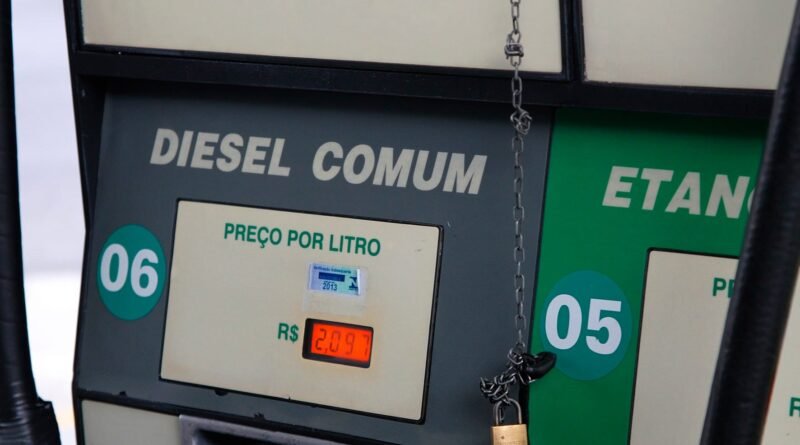 DIESEL COMUM
06
PREÇO POR LITRO
2013
R$ 2,097
ETANO
05
P
R